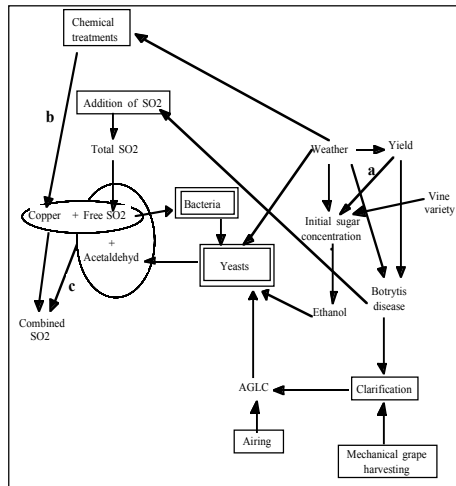 Chemical
treatments
b
Addition of SO2
Total SO2
Weather
Yield
a
Vine
variety
Copper + Free SO2
Bacteria
Initial sugar
concentration
+
Acetaldehyd
Yeasts
c
Botrytis
disease
Combined
SO2
Ethanol
AGLC
Clarification
Airing
Mechanical grape
harvesting